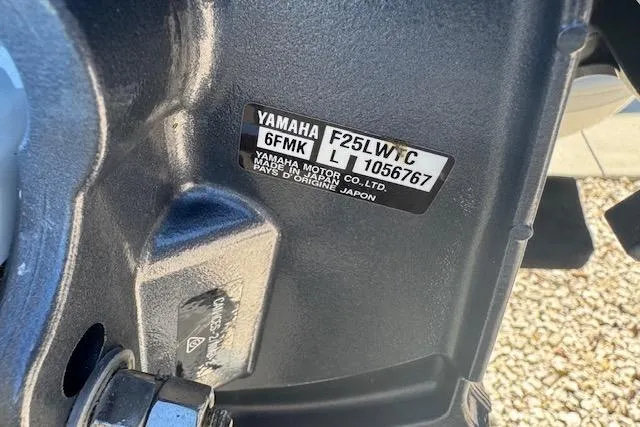 YAMAHA F25LWTC
6FMK L 1056767
YAMAHA MOTOR CO.,LTD.
MADE IN JAPAN
PAYS D'ORIGINE JAPON